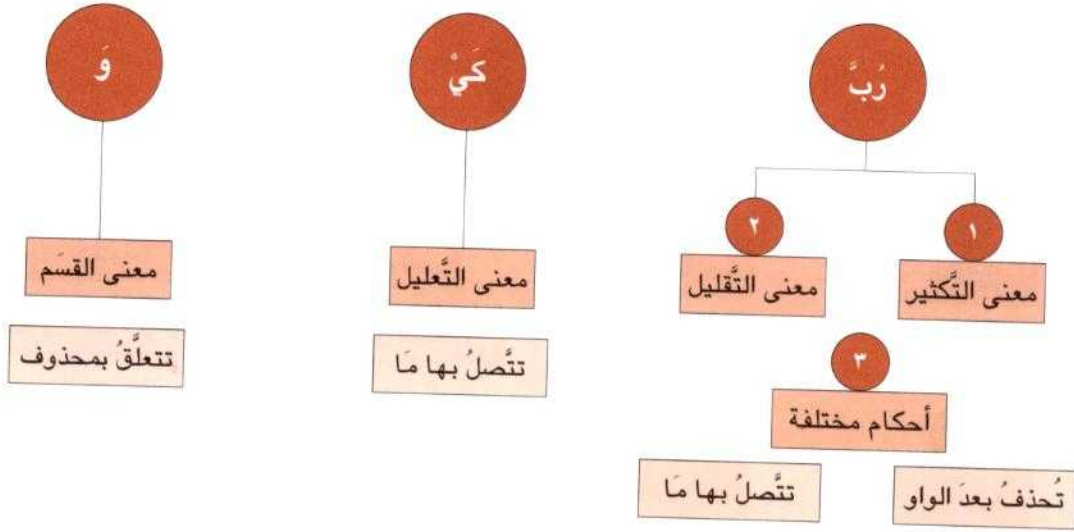 رُبَّ
١
معنى التَّكثير
٢
معنى التَّقليل
٣
أحكام مختلفة
تُحذفُ بعدَ الواو
تتَّصلُ بها مَا
كَيْ
معنى التَّعليل
تتَّصلُ بها مَا
وَ
معنى القسَم
تتعلَّقُ بمحذوف